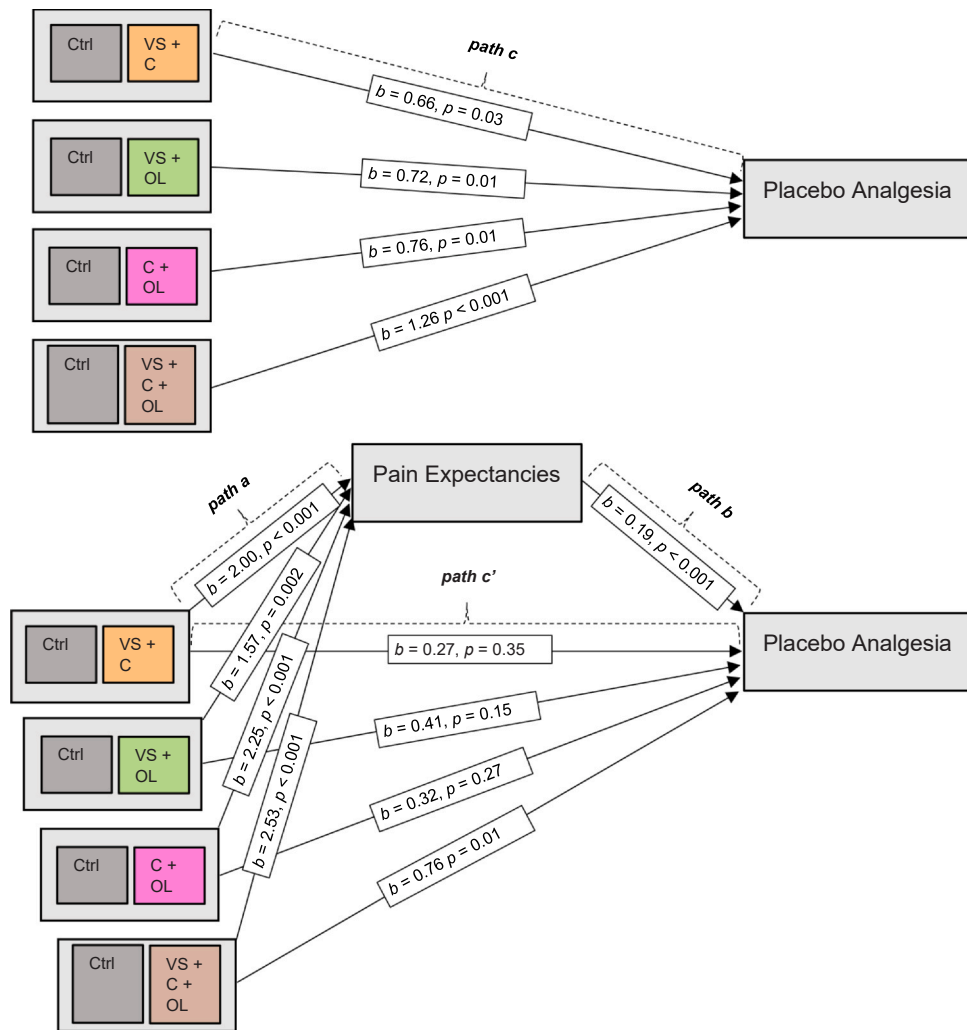 path c
Ctrl
VS +
C
b = 0.66, p = 0.03
Ctrl
VS +
OL
b = 0.72, p = 0.01
Placebo Analgesia
Ctrl
C +
OL
b = 0.76, p = 0.01
Ctrl
VS +
C +
OL
b = 1.26 p < 0.001
Pain Expectancies
path a
path b
b = 2.00, p < 0.001
b = 0.19, p < 0.001
b = 1.57, p = 0.002
path c’
Ctrl
VS +
C
b = 0.27, p = 0.35
Placebo Analgesia
Ctrl
VS +
OL
b = 2.25, p < 0.001
b = 0.41, p = 0.15
b = 2.53, p < 0.001
Ctrl
C +
OL
b = 0.32, p = 0.27
b = 0.76 p = 0.01
Ctrl
VS +
C +
OL